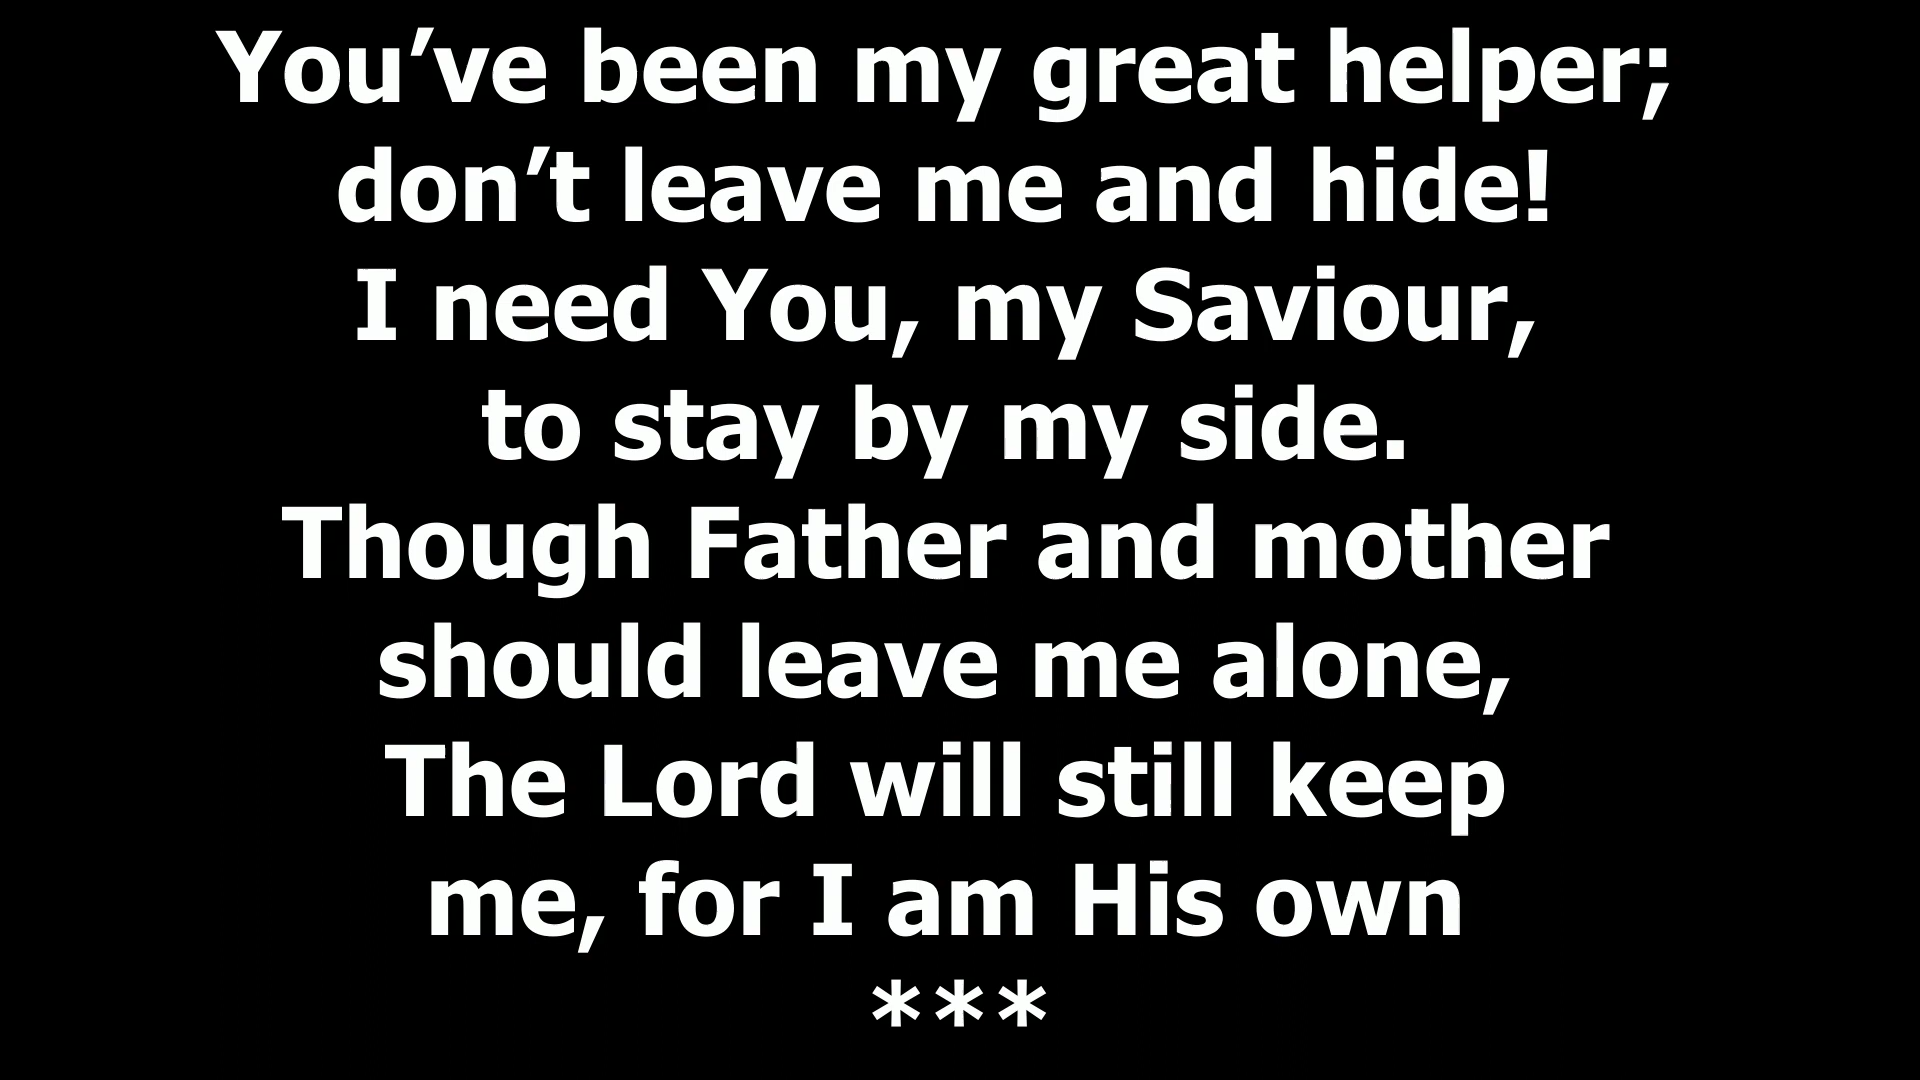 You’ve been my great helper;
don’t leave me and hide!
I need You, my Saviour,
to stay by my side.
Though Father and mother
should leave me alone,
The Lord will still keep
me, for I am His own
***